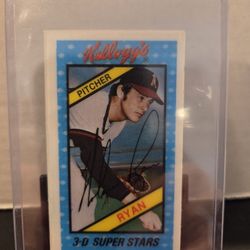 Kellogg's
PITCHER
RYAN
3-D SUPER STARS